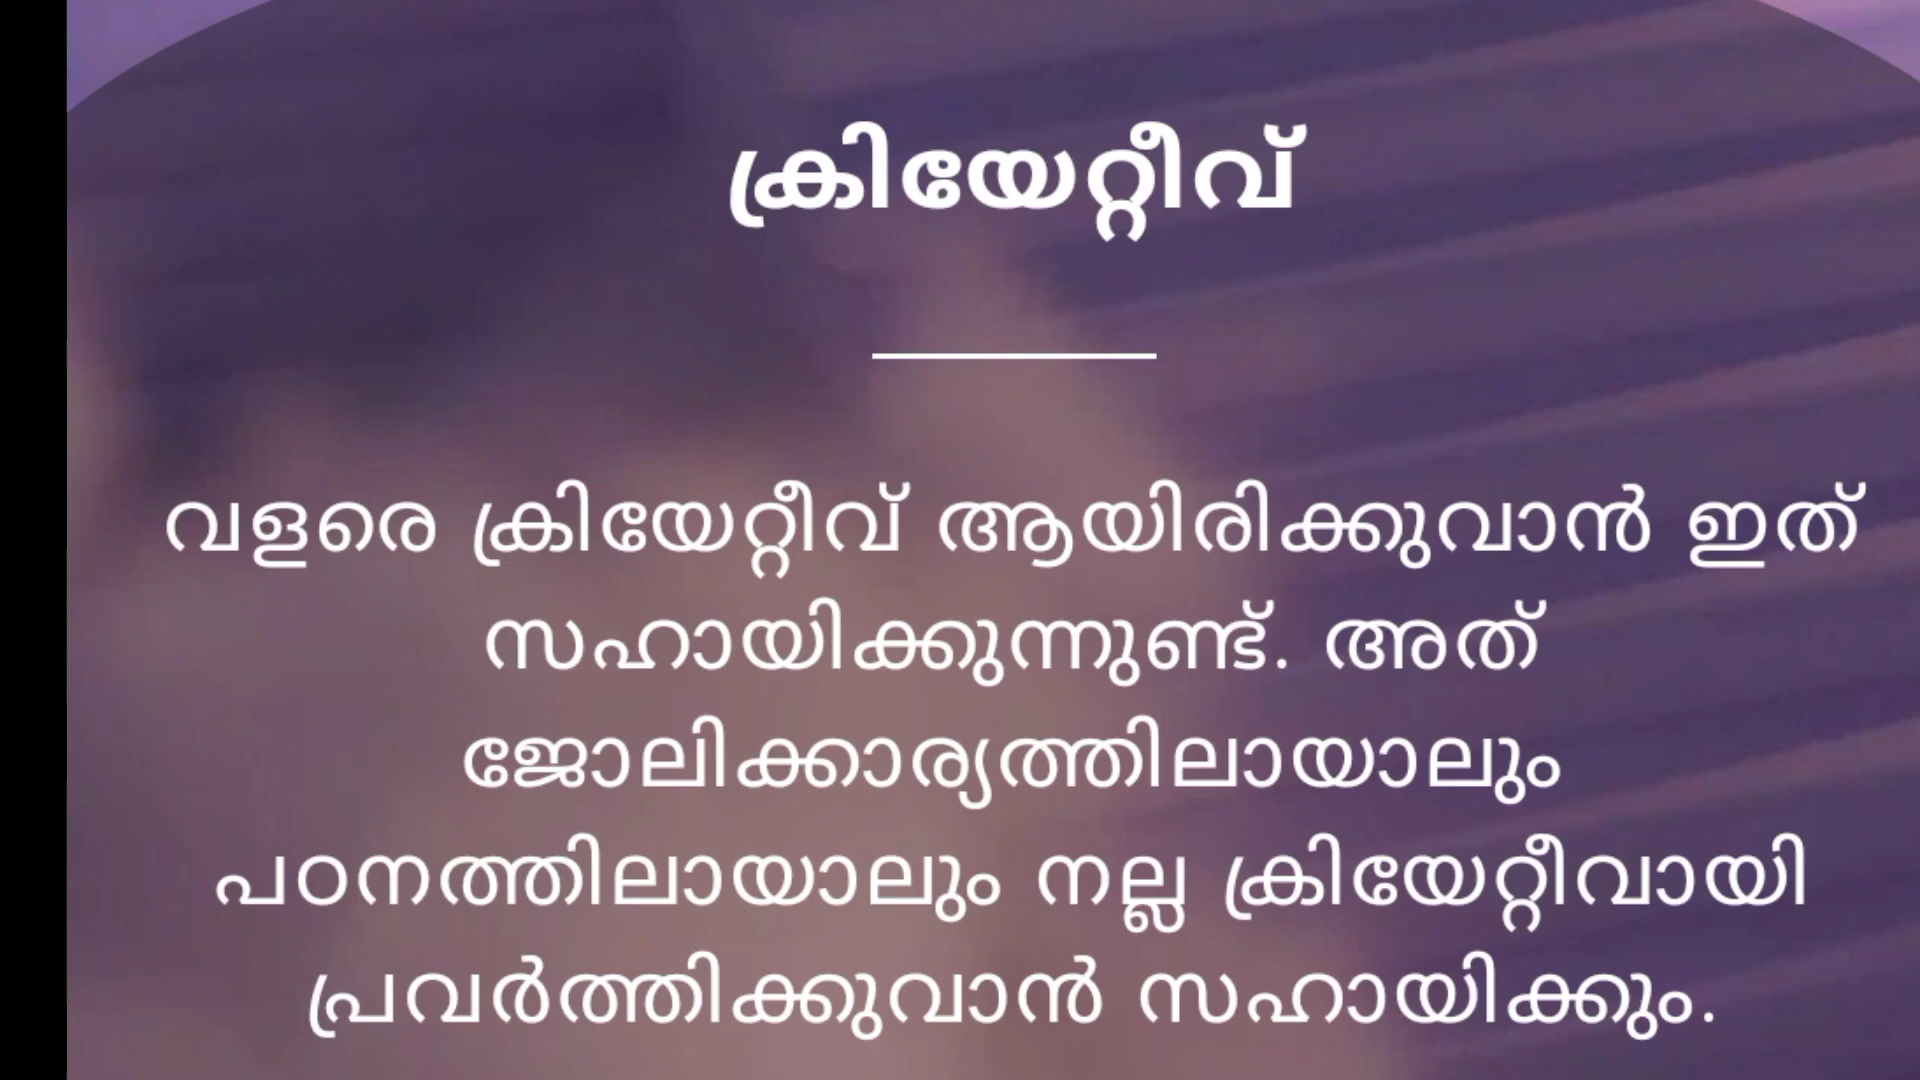 ക്രിയേറ്റീവ്
വളരെ ക്രിയേറ്റീവ് ആയിരിക്കുവാൻ ഇത്
സഹായിക്കുന്നുണ്ട്. അത്
ജോലിക്കാര്യത്തിലായാലും
പഠനത്തിലായാലും നല്ല ക്രിയേറ്റീവായി
പ്രവർത്തിക്കുവാൻ സഹായിക്കും.